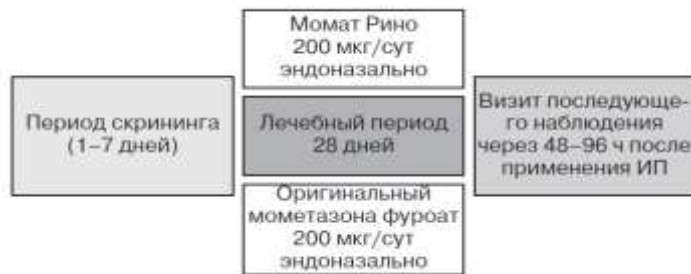 Момат Рино
200 мкг/сут
эндоназально
Период скрининга
(1–7 дней)
Лечебный период
28 дней
Визит последующе-
го наблюдения
через 48–96 ч после
применения ИП
Оригинальный
мометазона фуроат
200 мкг/сут
эндоназально